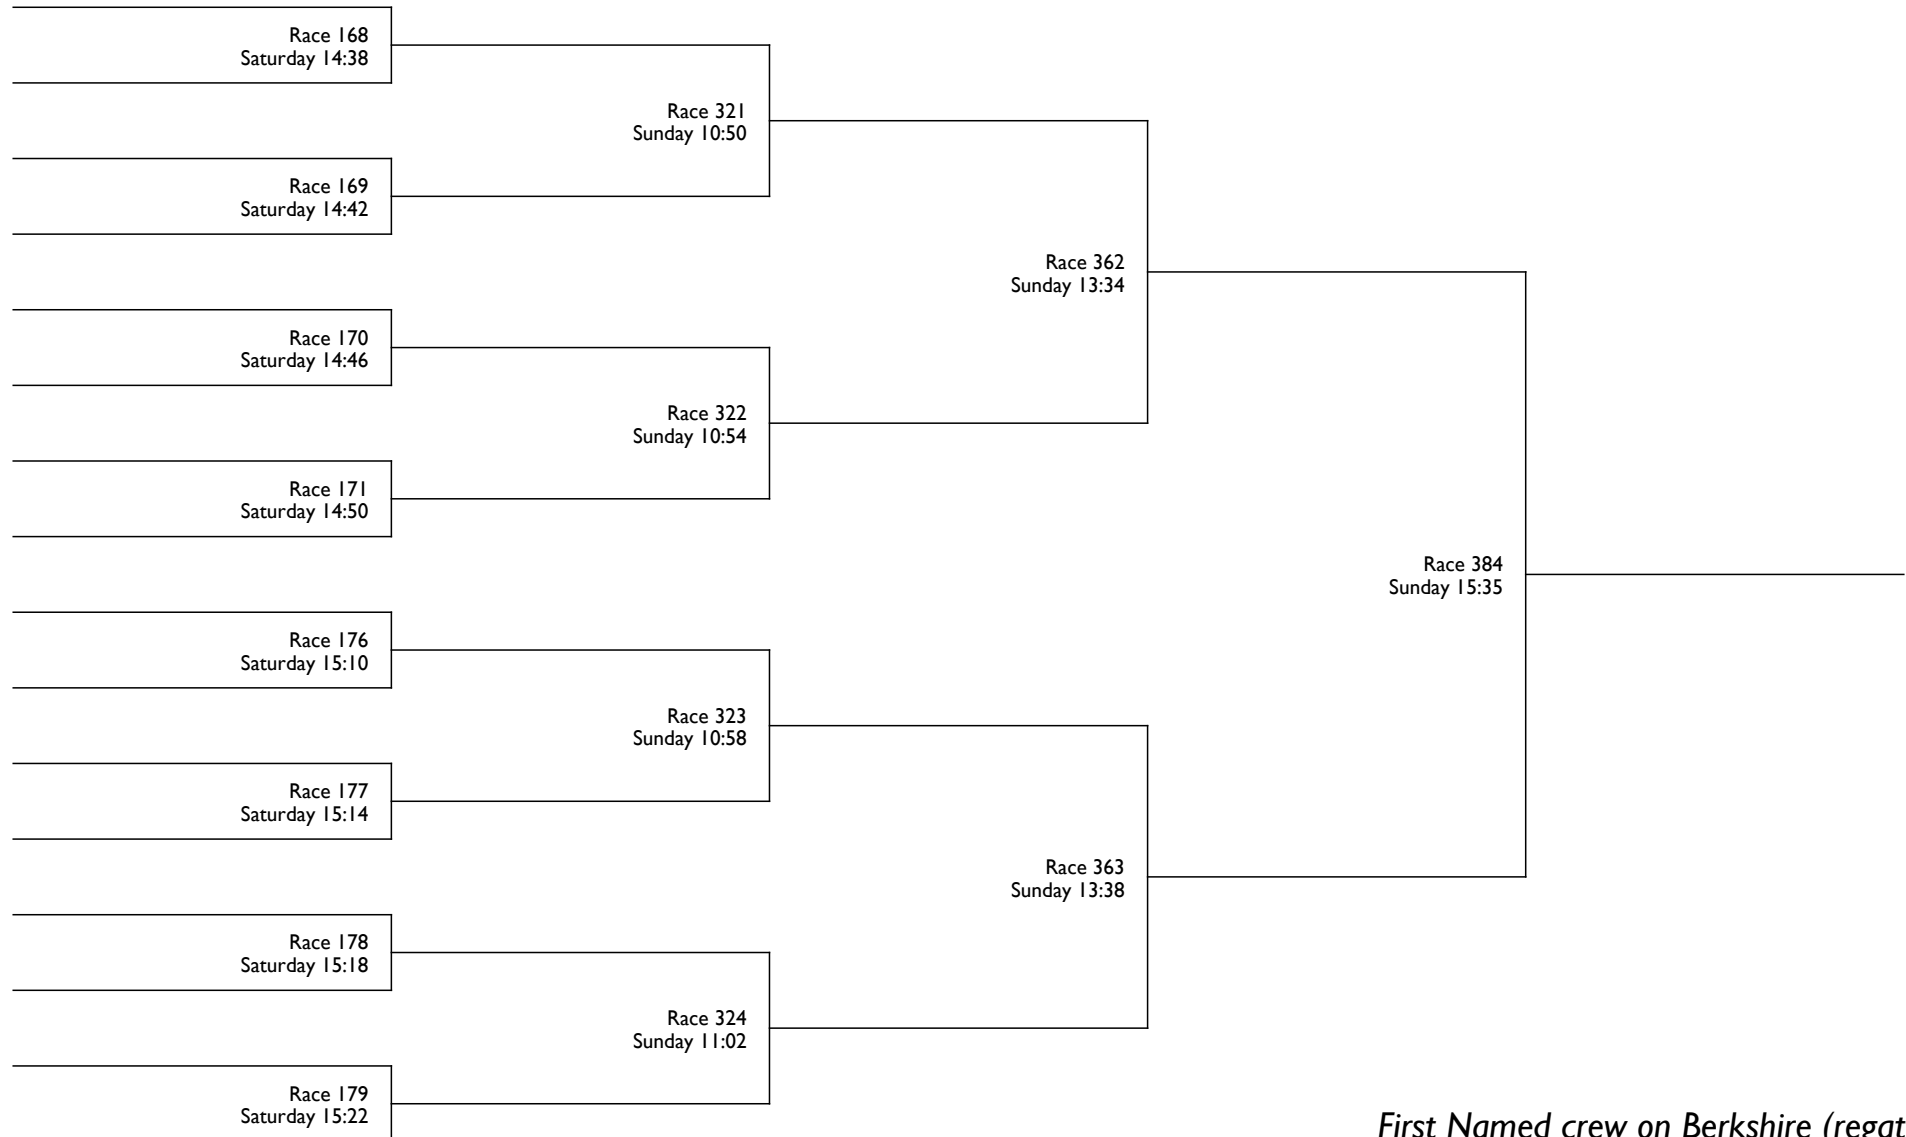 Race 168
Saturday 14:38
Race 321
Sunday 10:50
Race 169
Saturday 14:42
Race 362
Sunday 13:34
Race 170
Saturday 14:46
Race 322
Sunday 10:54
Race 171
Saturday 14:50
Race 384
Sunday 15:35
Race 176
Saturday 15:10
Race 323
Sunday 10:58
Race 177
Saturday 15:14
Race 363
Sunday 13:38
Race 178
Saturday 15:18
Race 324
Sunday 11:02
Race 179
Saturday 15:22
First Named crew on Berkshire (regat